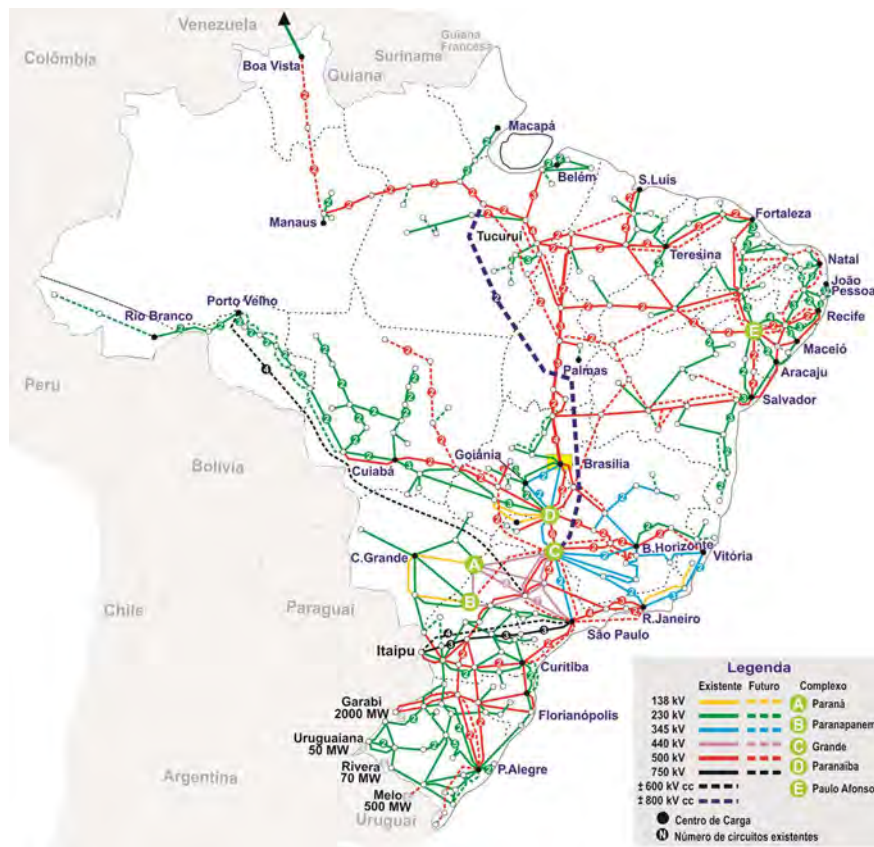 Venezuela
Guiana
Francesa
Colômbia
Suriname
Boa Vista
Guiana
Macapá
Belém
S.Luis
Manaus
Fortaleza
Tucuruí
Teresina
Natal
João
Pessoa
Rio Branco
Porto Velho
Recife
E
Maceió
Palmas
Aracaju
Peru
Salvador
Goiânia
Brasília
Bolívia
Cuiabá
D
C
B.Horizonte
Vitória
C.Grande
A
B
Chile
Paraguai
R.Janeiro
São Paulo
Itaipu
Curitiba
Garabi
2000 MW
Florianópolis
Uruguaiana
50 MW
Rivera
70 MW
P.Alegre
Argentina
Melo
500 MW
Uruguai
Legenda
Existente Futuro Complexo
138 kV A Paraná
230 kV
345 kV B Paranapanem
440 kV C Grande
500 kV D Paranaíba
750 kV E Paulo Afonso
±600 kV cc
±800 kV cc
Centro de Carga
N Número de circuitos existentes